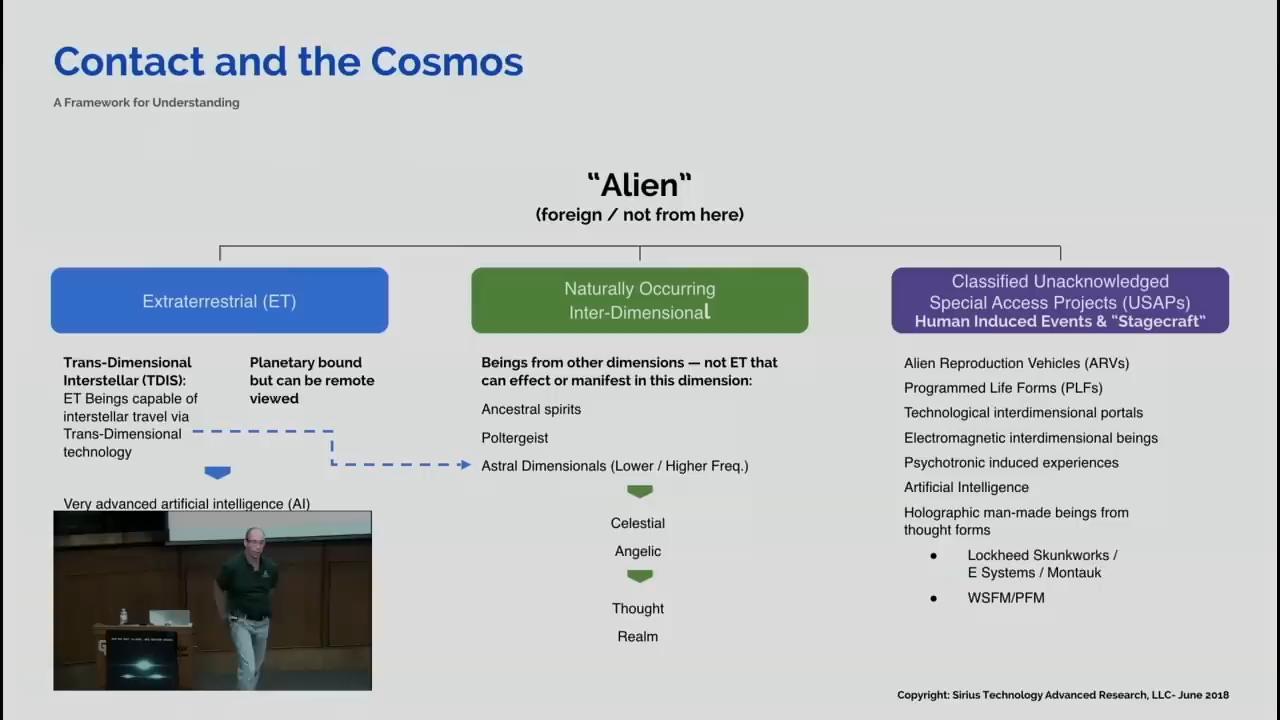 Contact and the Cosmos
A Framework for Understanding
“Alien”
(foreign / not from here)
Extraterrestrial (ET)
Trans-Dimensional
Interstellar (TDIS):
ET Beings capable of
interstellar travel via
Trans-Dimensional
technology
Planetary bound
but can be remote
viewed
Very advanced artificial intelligence (AI)
Naturally Occurring
Inter-Dimensional
Beings from other dimensions — not ET that
can effect or manifest in this dimension:
Ancestral spirits
Poltergeist
Astral Dimensionals (Lower / Higher Freq.)
Celestial
Angelic
Thought
Realm
Classified Unacknowledged
Special Access Projects (USAPs)
Human Induced Events & “Stagecraft”
Alien Reproduction Vehicles (ARVs)
Programmed Life Forms (PLFs)
Technological interdimensional portals
Electromagnetic interdimensional beings
Psychotronic induced experiences
Artificial Intelligence
Holographic man-made beings from
thought forms
● Lockheed Skunkworks /
E Systems / Montauk
● WSFM/PFM
Copyright: Sirius Technology Advanced Research, LLC- June 2018